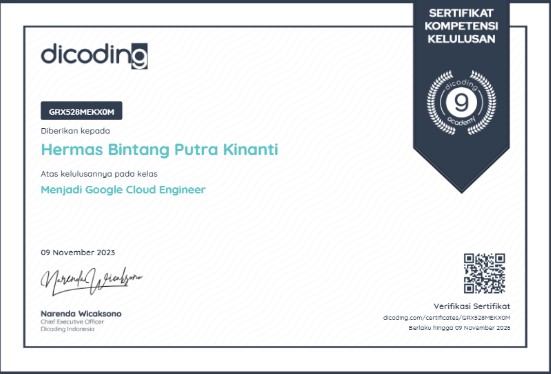 SERTIFIKAT
KOMPETENSI
KELULUSAN
dicoding
dicoding
academy
GRX528MEKX0M
Diberikan kepada
Hermas Bintang Putra Kinanti
Atas kelulusannya pada kelas
Menjadi Google Cloud Engineer
09 November 2023
Narenda Wicaksono
Narenda Wicaksono
Chief Executive Officer
Dicoding Indonesia
Verifikasi Sertifikat
dicoding.com/certificates/GRX528MEKX0M
Berlaku hingga 09 November 2026